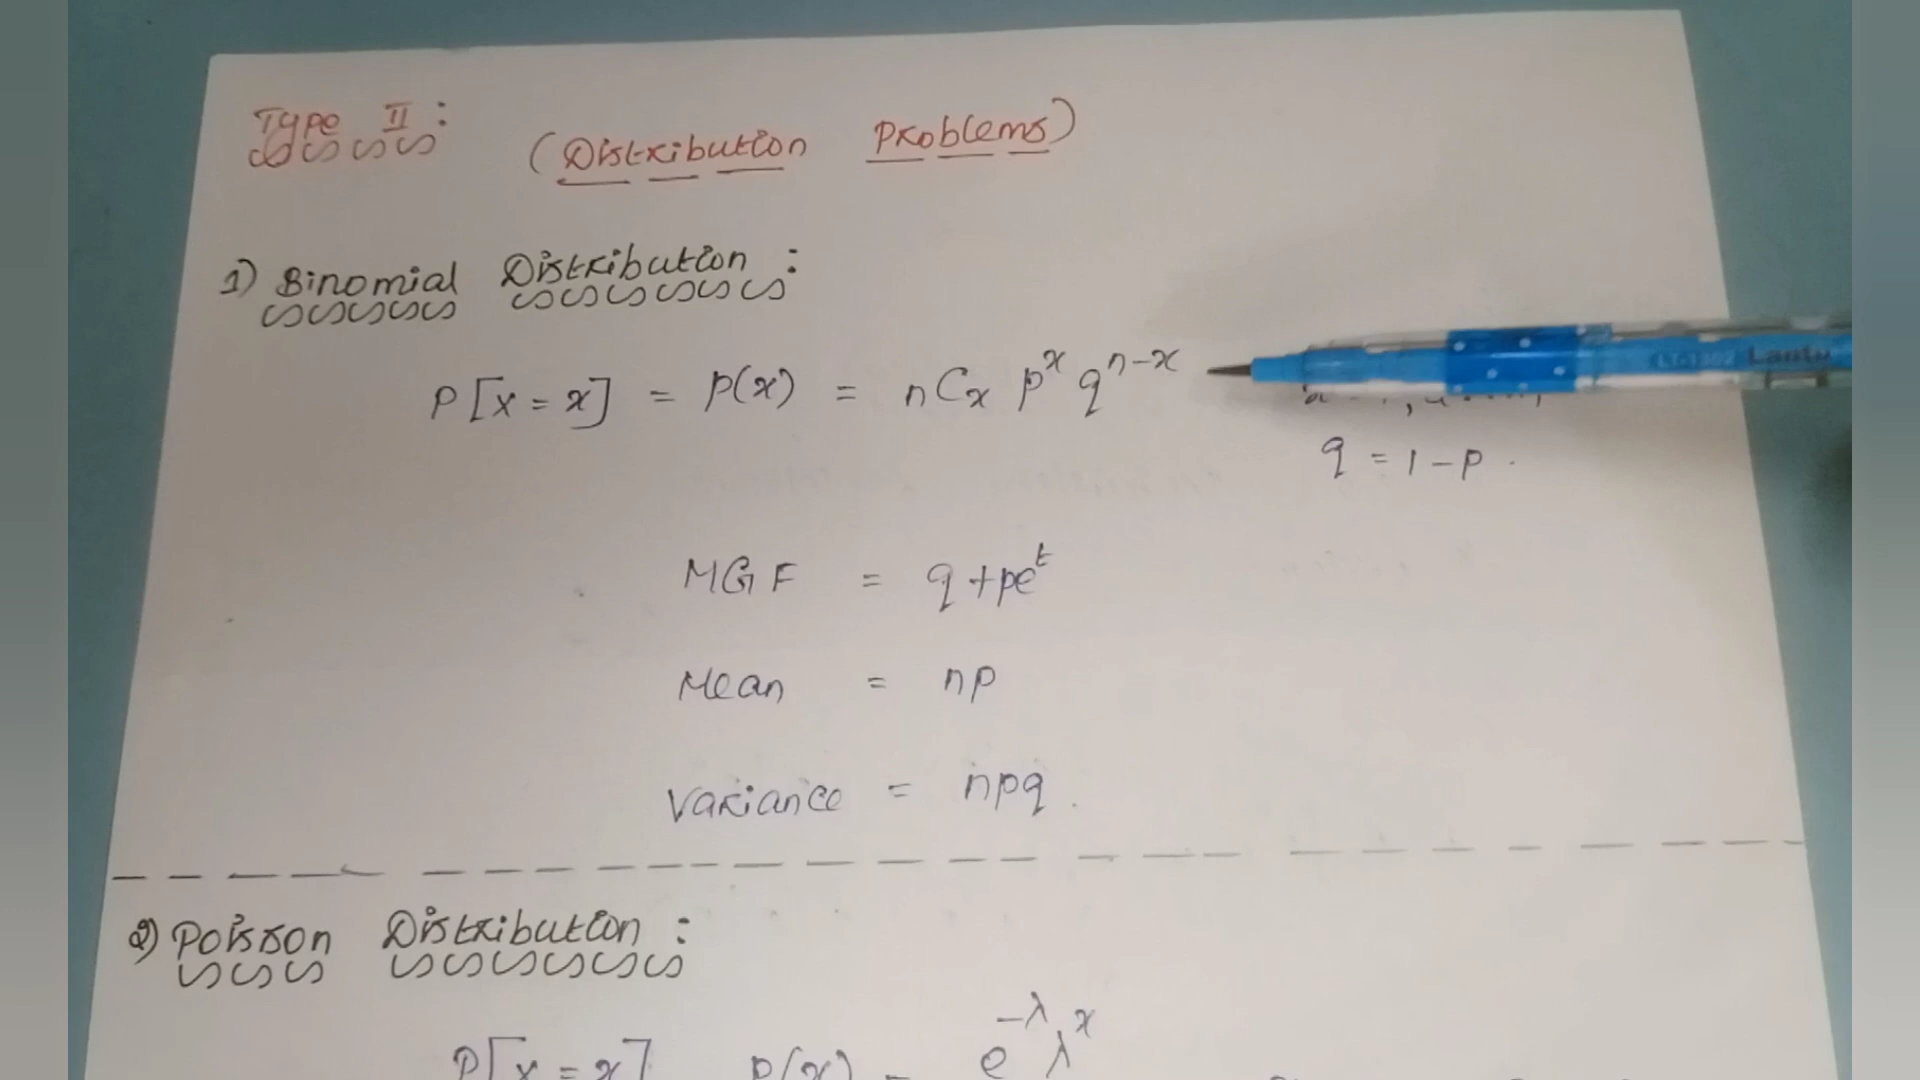 Type II :
(Distribution Problems)
1) Binomial Distribution :
P[X = x] = p(x) = nCx p^x q^n-x
q = 1 - p .
MGF = q + pe^t
Mean = np
Variance = npq .
2) Poisson Distribution :
P[X = x] p(x) = e^-λ λ^x